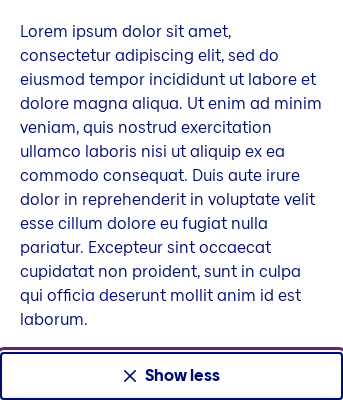 Lorem ipsum dolor sit amet,
consectetur adipiscing elit, sed do
eiusmod tempor incididunt ut labore et
dolore magna aliqua. Ut enim ad minim
veniam, quis nostrud exercitation
ullamco laboris nisi ut aliquip ex ea
commodo consequat. Duis aute irure
dolor in reprehenderit in voluptate velit
esse cillum dolore eu fugiat nulla
pariatur. Excepteur sint occaecat
cupidatat non proident, sunt in culpa
qui officia deserunt mollit anim id est
laborum.
Show less